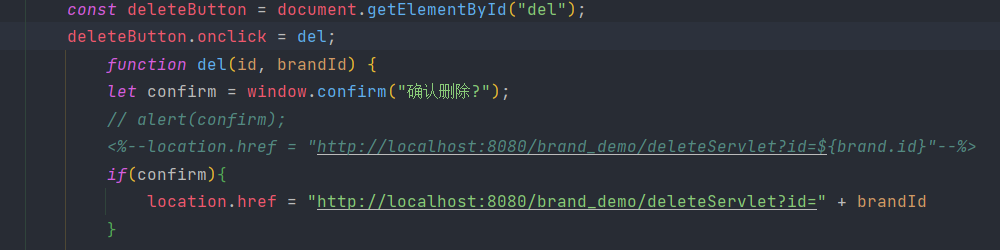 const deleteButton = document.getElementById("del");
deleteButton.onclick = del;
function del(id, brandId) {
let confirm = window.confirm("确认删除?");
// alert(confirm);
<%--location.href = "http://localhost:8080/brand_demo/deleteServlet?id=${brand.id}"--%>
if(confirm){
location.href = "http://localhost:8080/brand_demo/deleteServlet?id=" + brandId
}